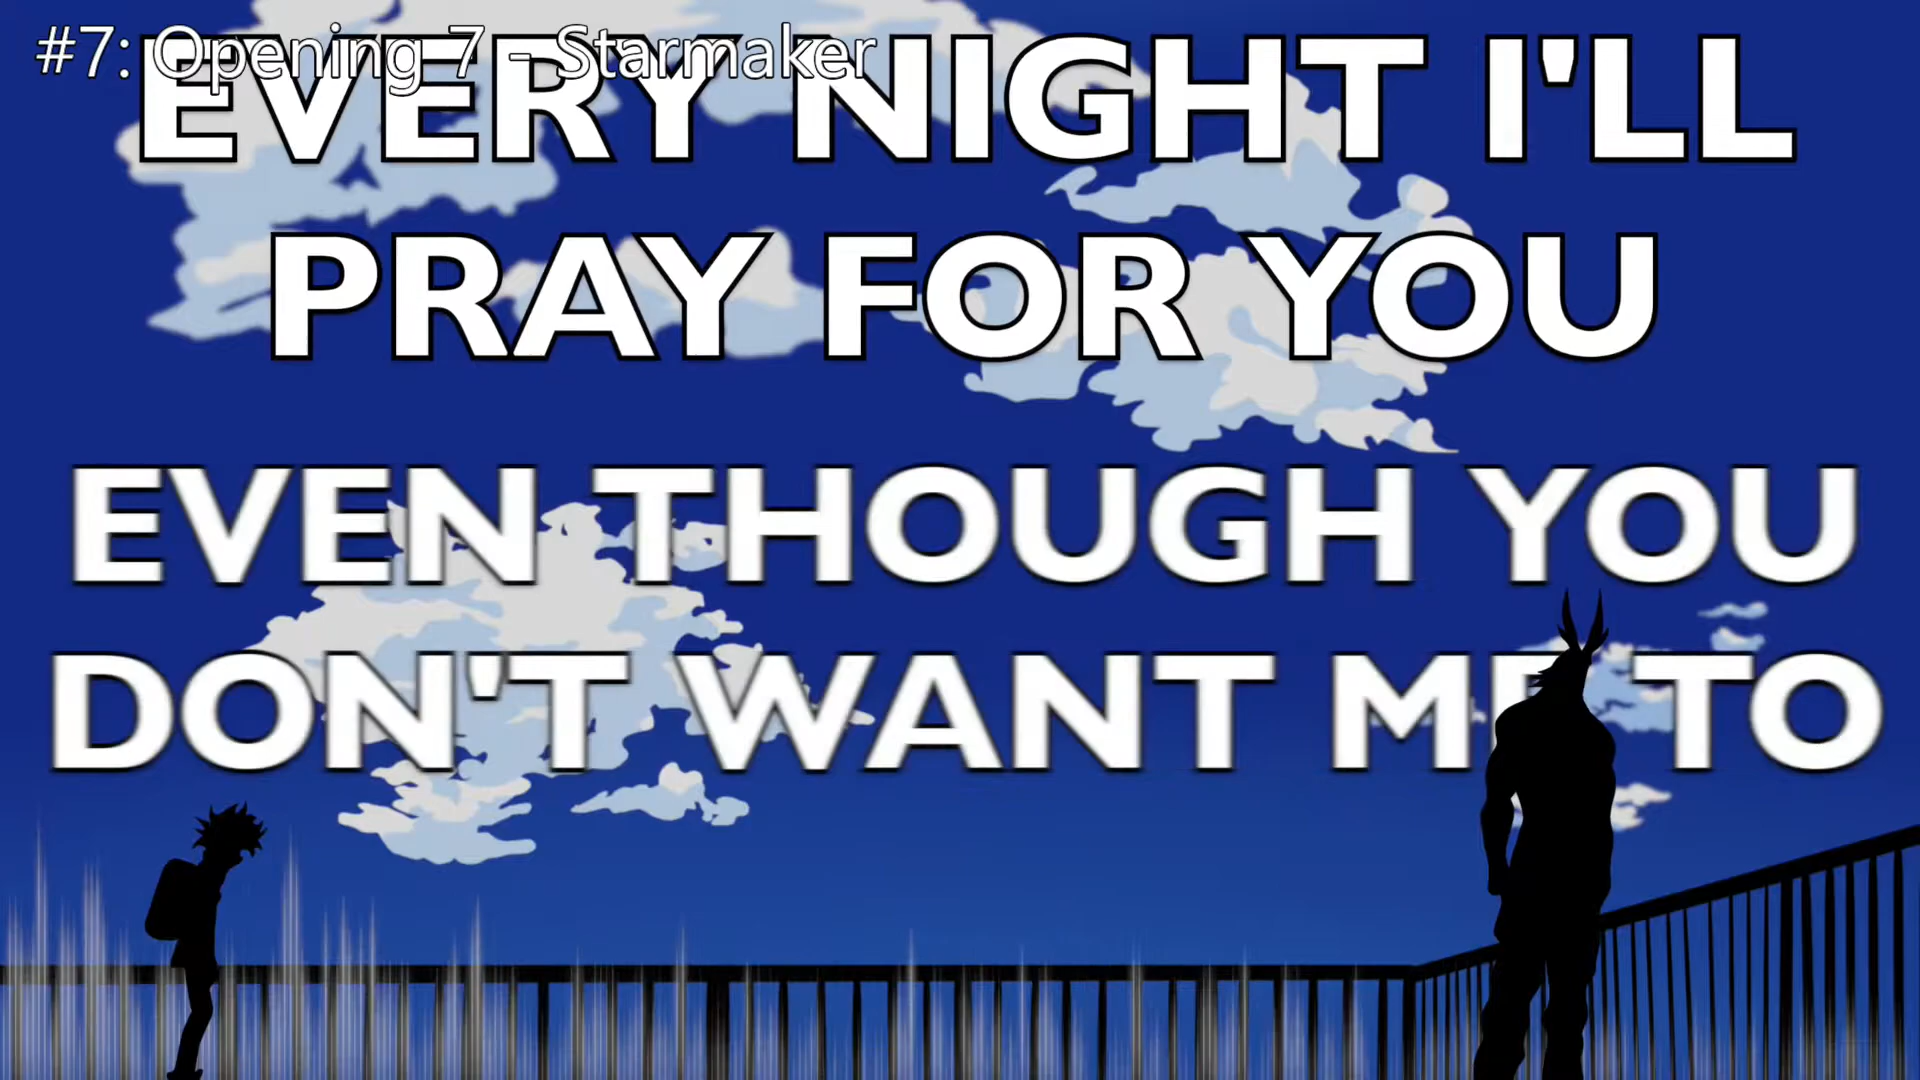 #7: Opening 7 - Starmaker
EVERY NIGHT I'LL
PRAY FOR YOU
EVEN THOUGH YOU
DON'T WANT ME TO